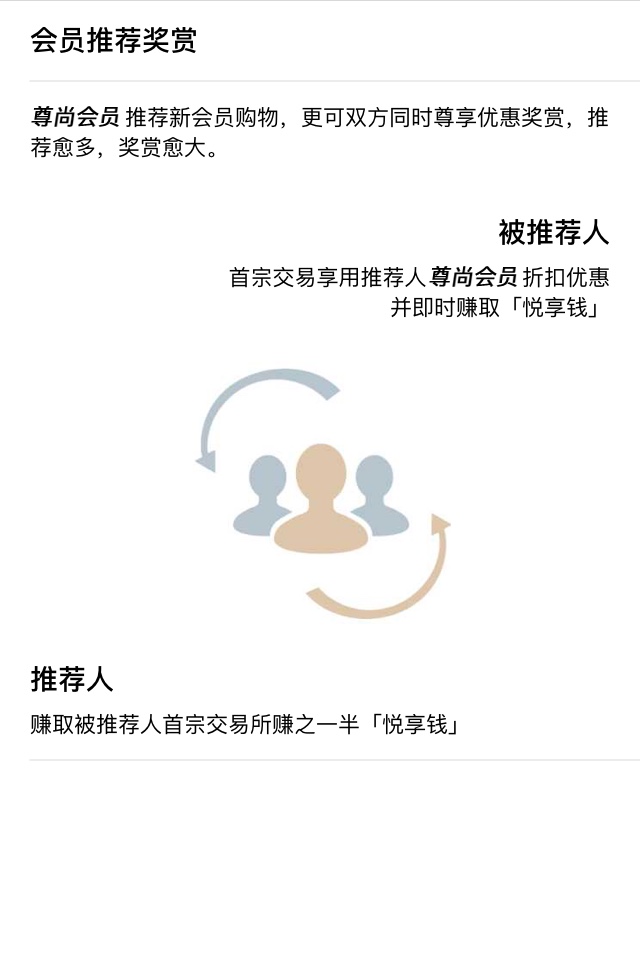 会员推荐奖赏
尊尚会员 推荐新会员购物，更可双方同时尊享优惠奖赏，推
荐愈多，奖赏愈大。
被推荐人
首宗交易享用推荐人尊尚会员 折扣优惠
并即时赚取「悦享钱」
推荐人
赚取被推荐人首宗交易所赚之一半「悦享钱」